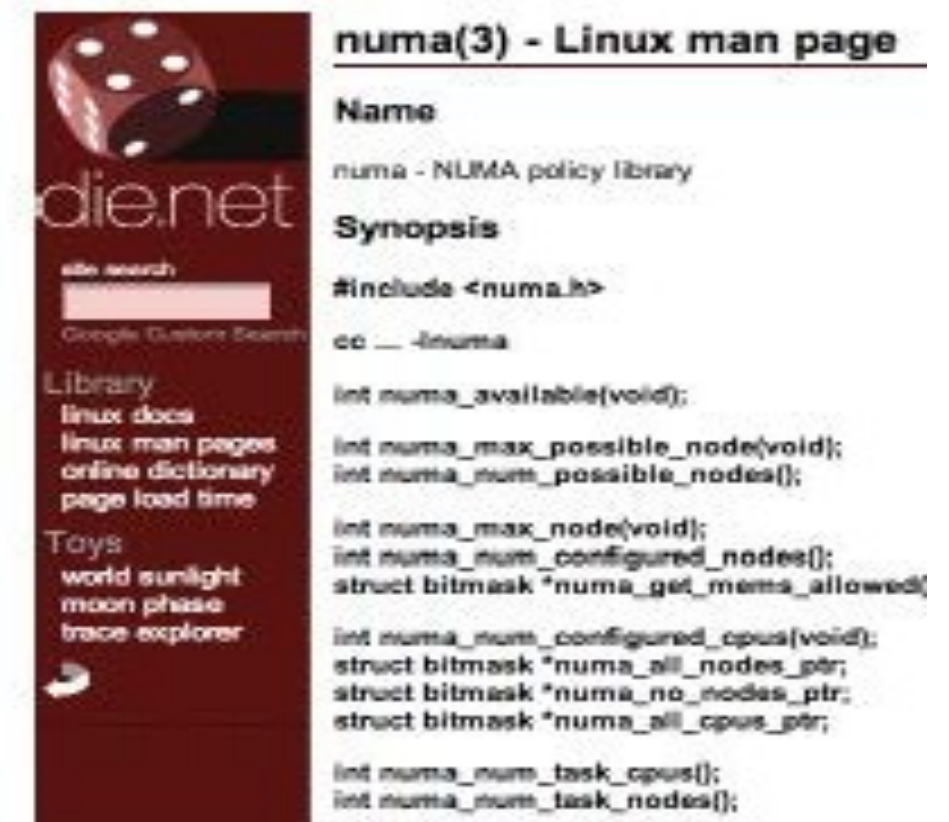 die.net
site search
Google Custom Search
Library
linux docs
linux man pages
online dictionary
page load time
Toys
world sunlight
moon phase
trace explorer
numa(3) - Linux man page
Name
numa - NUMA policy library
Synopsis
#include <numa.h>
cc ... -lnuma
int numa_available(void);
int numa_max_possible_node(void);
int numa_num_possible_nodes();
int numa_max_node(void);
int numa_num_configured_nodes();
struct bitmask *numa_get_mems_allowed(
int numa_num_configured_cpus(void);
struct bitmask *numa_all_nodes_ptr;
struct bitmask *numa_no_nodes_ptr;
struct bitmask *numa_all_cpus_ptr;
int numa_num_task_cpus();
int numa_num_task_nodes();